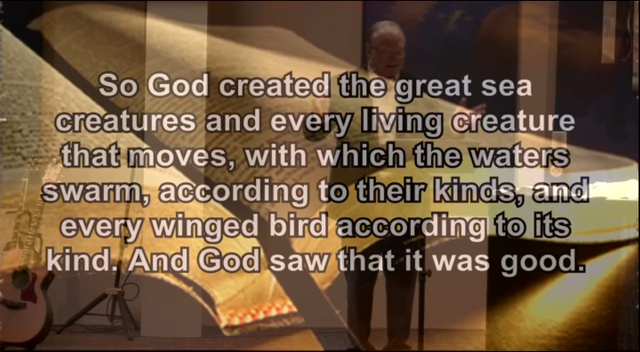 So God created the great sea
creatures and every living creature
that moves, with which the waters
swarm, according to their kinds, and
every winged bird according to its
kind. And God saw that it was good.